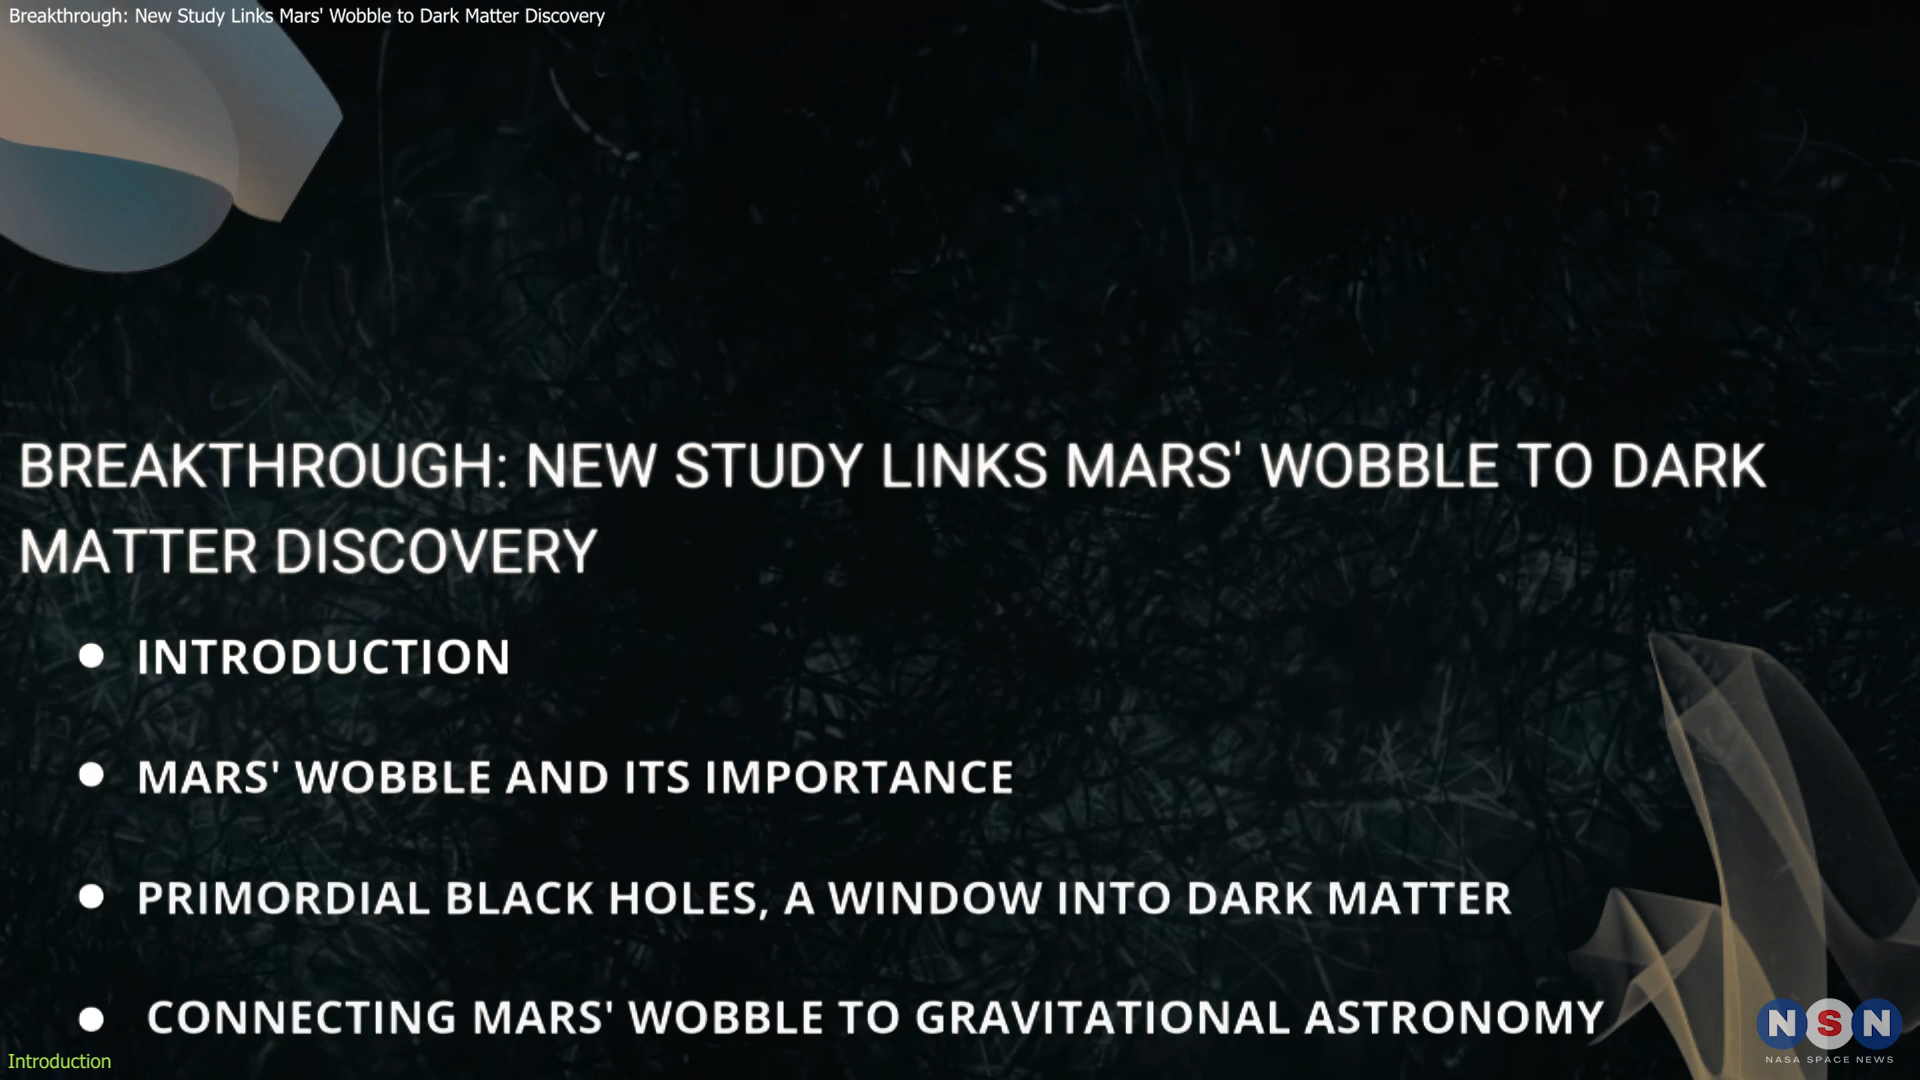 Breakthrough: New Study Links Mars' Wobble to Dark Matter Discovery
BREAKTHROUGH: NEW STUDY LINKS MARS' WOBBLE TO DARK
MATTER DISCOVERY
● INTRODUCTION
● MARS' WOBBLE AND ITS IMPORTANCE
● PRIMORDIAL BLACK HOLES, A WINDOW INTO DARK MATTER
● CONNECTING MARS' WOBBLE TO GRAVITATIONAL ASTRONOMY
NSN
NASA SPACE NEWS
Introduction